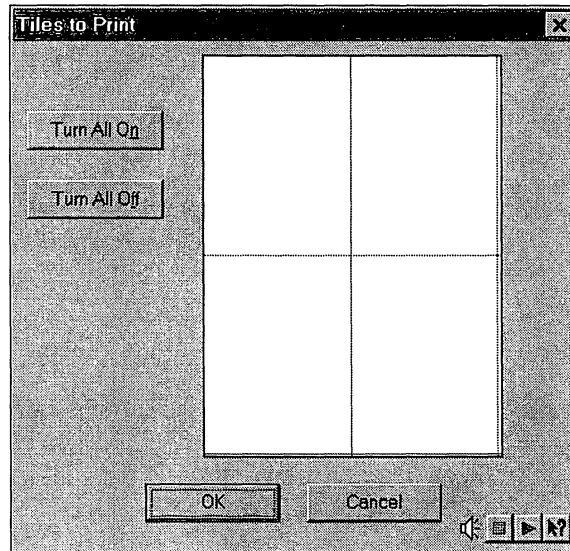 Tiles to Print
Turn All On
Turn All Off
OK
Cancel